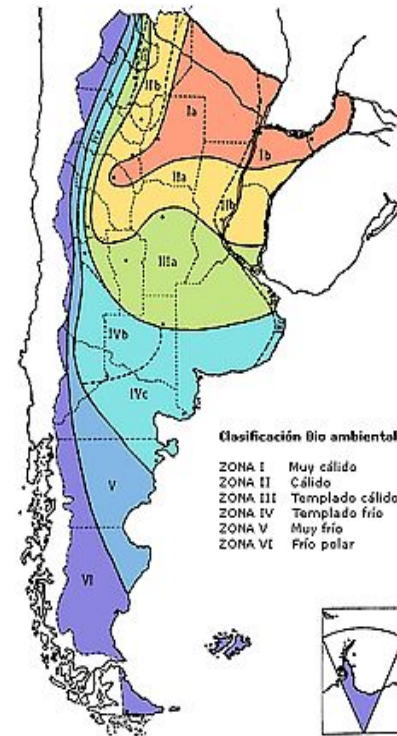 IIb
Ia
Ib
IIa
IIb
IIIa
IVb
IVc
V
VI
Clasificación Bio ambiental
ZONA I Muy cálido
ZONA II Cálido
ZONA III Templado cálido
ZONA IV Templado frío
ZONA V Muy frío
ZONA VI Frío polar